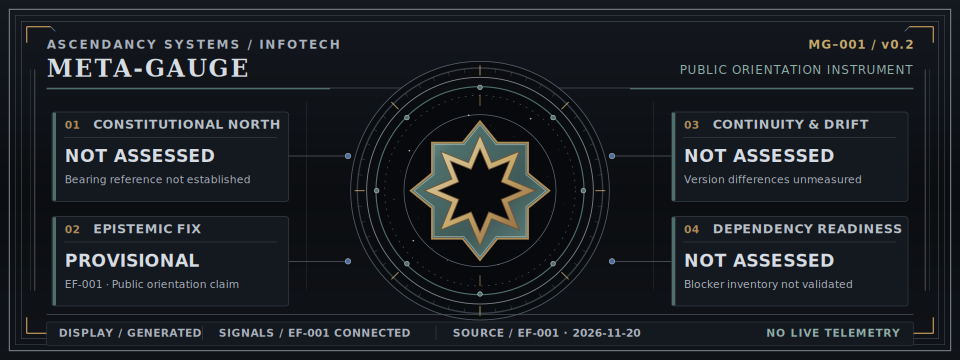 ASCENDANCY SYSTEMS / INFOTECH
META-GAUGE
MG–001 / v0.2
PUBLIC ORIENTATION INSTRUMENT
01 CONSTITUTIONAL NORTH
NOT ASSESSED
Bearing reference not established
02 EPISTEMIC FIX
PROVISIONAL
EF-001 · Public orientation claim
03 CONTINUITY & DRIFT
NOT ASSESSED
Version differences unmeasured
04 DEPENDENCY READINESS
NOT ASSESSED
Blocker inventory not validated
DISPLAY / GENERATED
SIGNALS / EF-001 CONNECTED
SOURCE / EF-001 · 2026-11-20
NO LIVE TELEMETRY